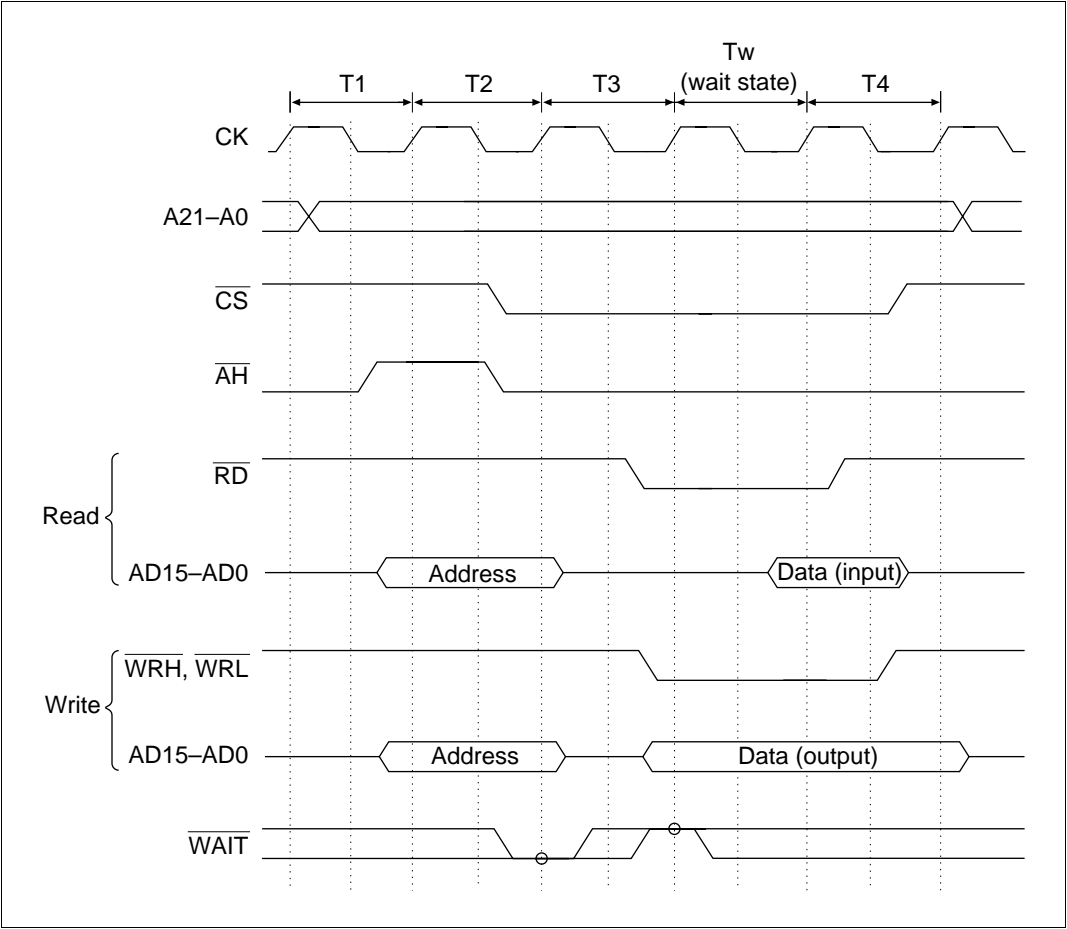 Tw
T1 T2 T3 (wait state) T4
CK
A21–A0
CS
AH
RD
Read
AD15–AD0 Address Data (input)
WRH, WRL
Write
AD15–AD0 Address Data (output)
WAIT